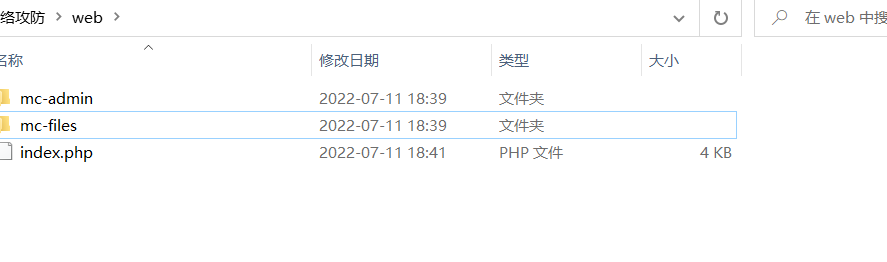 络攻防 > web >
在 web 中搜
名称 修改日期 类型 大小
mc-admin 2022-07-11 18:39 文件夹
mc-files 2022-07-11 18:39 文件夹
index.php 2022-07-11 18:41 PHP 文件 4 KB